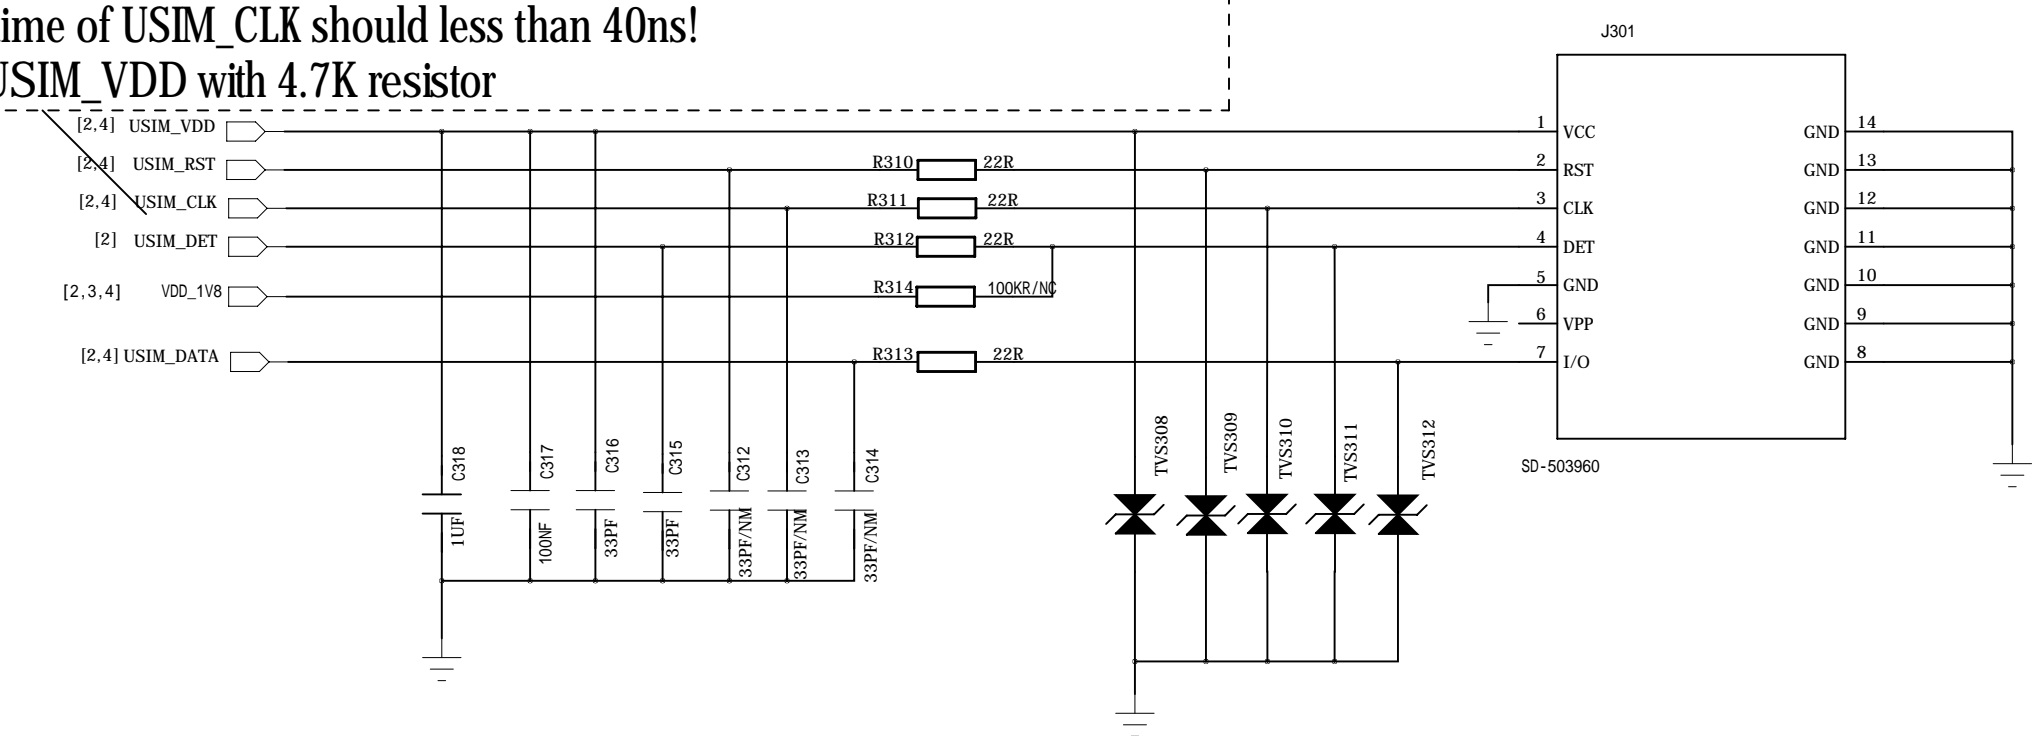 ime of USIM_CLK should less than 40ns!
USIM_VDD with 4.7K resistor
J301
[2,4] USIM_VDD
1 VCC GND 14
[2,4] USIM_RST R310 22R 2 RST GND 13
[2,4] USIM_CLK R311 22R 3 CLK GND 12
[2] USIM_DET R312 22R 4 DET GND 11
5 GND GND 10
[2,3,4] VDD_1V8 R314 100KR/NC
6 VPP GND 9
[2,4] USIM_DATA R313 22R 7 I/O GND 8
C318 C317 C316 C315 C312 C313 C314 TVS308 TVS309 TVS310 TVS311 TVS312
SD-503960
1UF 100NF 33PF 33PF 33PF/NM 33PF/NM 33PF/NM